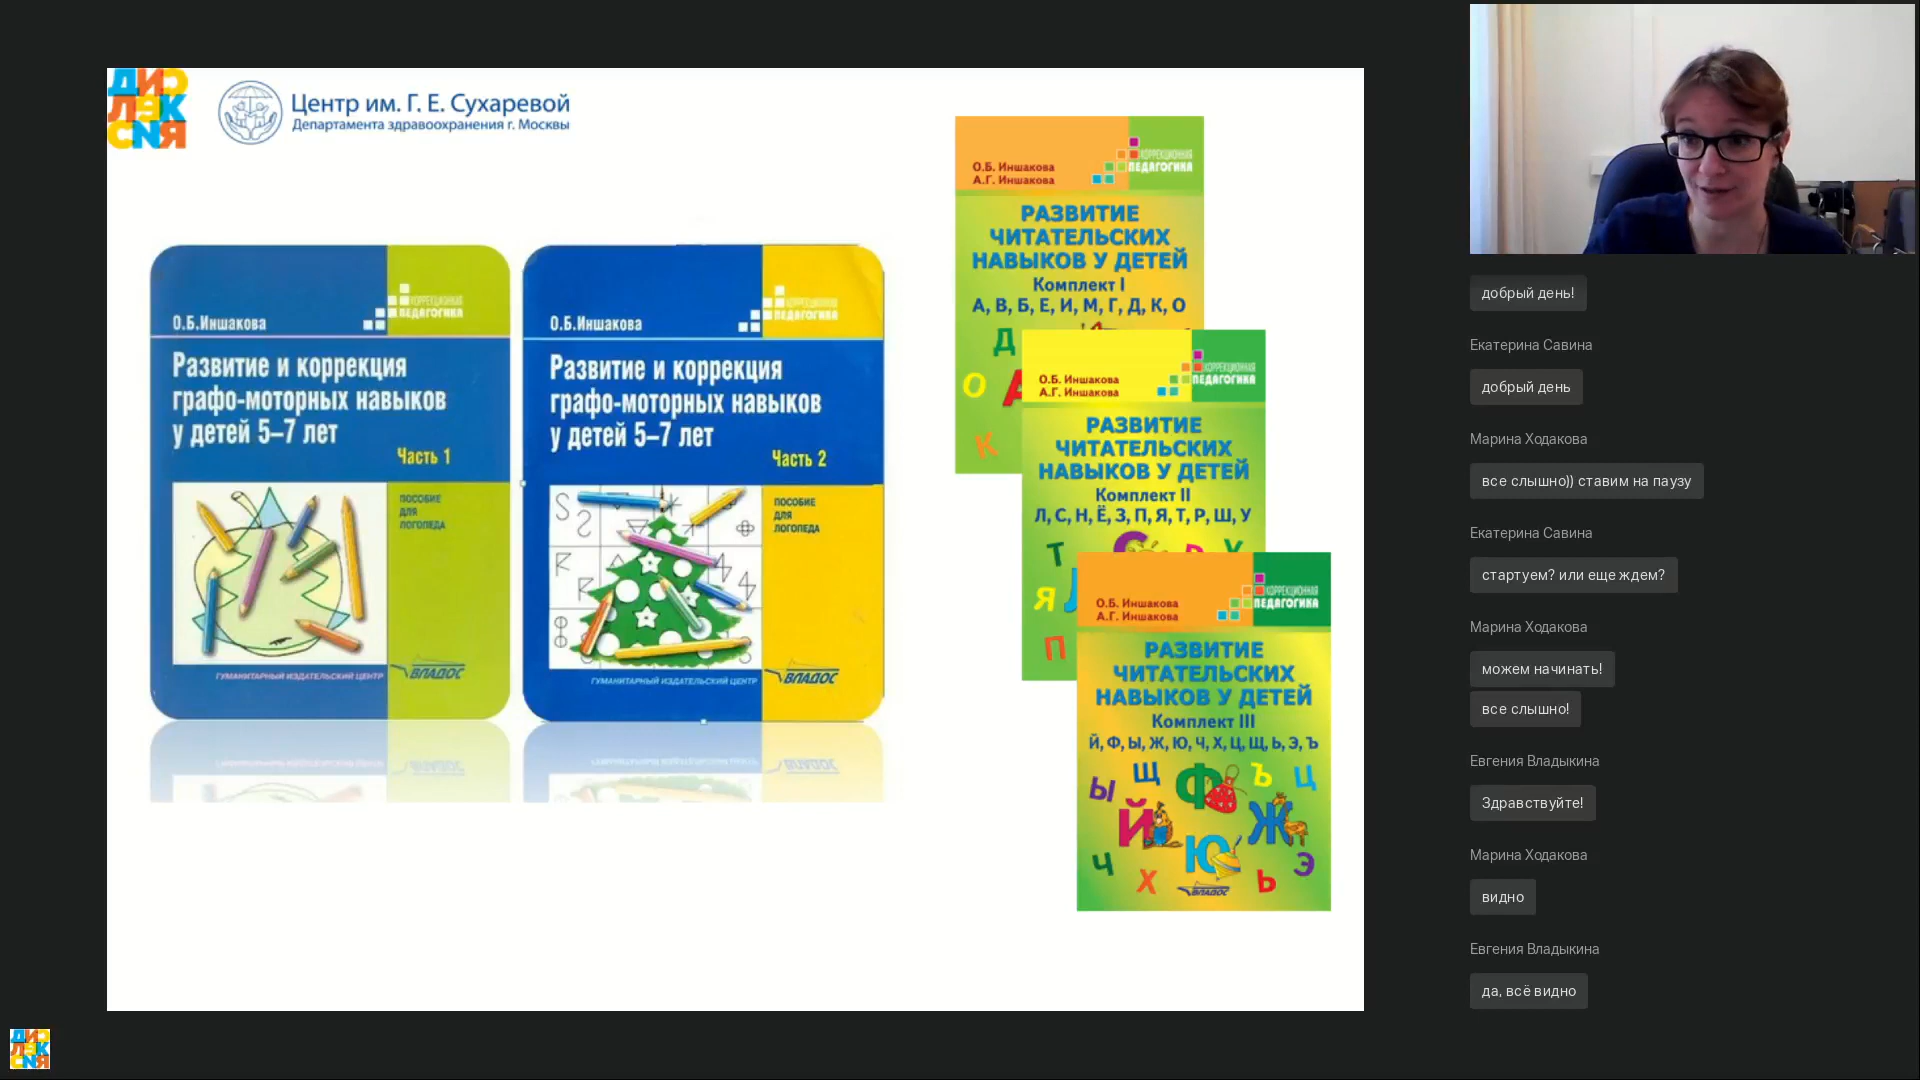 ДИС
ЛЕК
СИЯ
Центр им. Г. Е. Сухаревой
Департамента здравоохранения г. Москвы
О.Б.Иншакова
КОРРЕКЦИОННАЯ
ПЕДАГОГИКА
Развитие и коррекция
графо-моторных навыков
у детей 5–7 лет
Часть 1
ПОСОБИЕ
ДЛЯ
ЛОГОПЕДА
ГУМАНИТАРНЫЙ ИЗДАТЕЛЬСКИЙ ЦЕНТР
ВЛАДОС
О.Б.Иншакова
КОРРЕКЦИОННАЯ
ПЕДАГОГИКА
Развитие и коррекция
графо-моторных навыков
у детей 5–7 лет
Часть 2
ПОСОБИЕ
ДЛЯ
ЛОГОПЕДА
ГУМАНИТАРНЫЙ ИЗДАТЕЛЬСКИЙ ЦЕНТР
ВЛАДОС
О.Б. Иншакова
А.Г. Иншакова
КОРРЕКЦИОННАЯ
ПЕДАГОГИКА
РАЗВИТИЕ
ЧИТАТЕЛЬСКИХ
НАВЫКОВ У ДЕТЕЙ
Комплект I
А, В, Б, Е, И, М, Г, Д, К, О
Д
О А
К
О.Б. Иншакова
А.Г. Иншакова
КОРРЕКЦИОННАЯ
ПЕДАГОГИКА
РАЗВИТИЕ
ЧИТАТЕЛЬСКИХ
НАВЫКОВ У ДЕТЕЙ
Комплект II
Л, С, Н, Ё, З, П, Я, Т, Р, Ш, У
Т С Р У
Я Л
П
О.Б. Иншакова
А.Г. Иншакова
КОРРЕКЦИОННАЯ
ПЕДАГОГИКА
РАЗВИТИЕ
ЧИТАТЕЛЬСКИХ
НАВЫКОВ У ДЕТЕЙ
Комплект III
Й, Ф, Ы, Ж, Ю, Ч, Х, Ц, Щ, Ь, Э, Ъ
Ы Щ Ф Ъ Ц
Й Ю Ж
Ч Х Ь Э
ВЛАДОС
добрый день!
Екатерина Савина
добрый день
Марина Ходакова
все слышно)) ставим на паузу
Екатерина Савина
стартуем? или еще ждем?
Марина Ходакова
можем начинать!
все слышно!
Евгения Владыкина
Здравствуйте!
Марина Ходакова
видно
Евгения Владыкина
да, всё видно
ДИС
ЛЕК
СИЯ